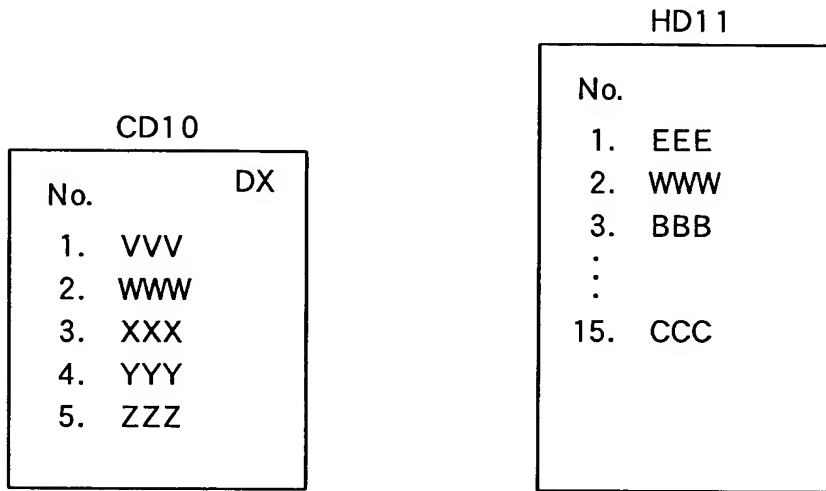 CD10
No. DX
1. VVV
2. WWW
3. XXX
4. YYY
5. ZZZ
HD11
No.
1. EEE
2. WWW
3. BBB
:
15. CCC